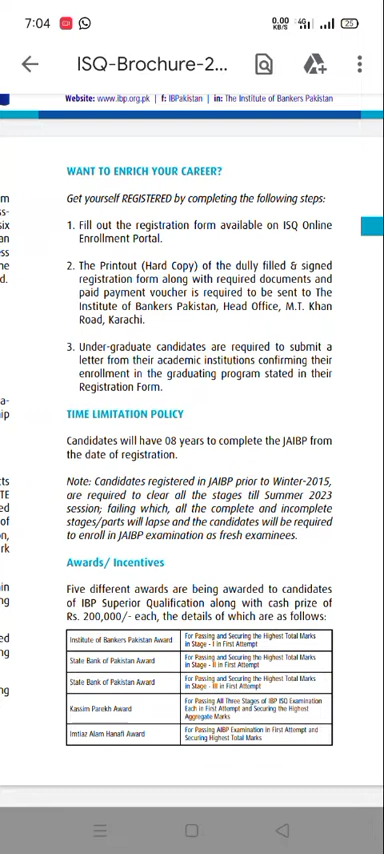 7:04
0.00 KB/S 4G 25
ISQ-Brochure-2...
Website: www.ibp.org.pk | f: IBPakistan | in: The Institute of Bankers Pakistan
WANT TO ENRICH YOUR CAREER?
Get yourself REGISTERED by completing the following steps:
1. Fill out the registration form available on ISQ Online
Enrollment Portal.
2. The Printout (Hard Copy) of the dully filled & signed
registration form along with required documents and
paid payment voucher is required to be sent to The
Institute of Bankers Pakistan, Head Office, M.T. Khan
Road, Karachi.
3. Under-graduate candidates are required to submit a
letter from their academic institutions confirming their
enrollment in the graduating program stated in their
Registration Form.
TIME LIMITATION POLICY
Candidates will have 08 years to complete the JAIBP from
the date of registration.
Note: Candidates registered in JAIBP prior to Winter-2015,
are required to clear all the stages till Summer 2023
session; failing which, all the complete and incomplete
stages/parts will lapse and the candidates will be required
to enroll in JAIBP examination as fresh examinees.
Awards/ Incentives
Five different awards are being awarded to candidates
of IBP Superior Qualification along with cash prize of
Rs. 200,000/- each, the details of which are as follows:
Institute of Bankers Pakistan Award
For Passing and Securing the Highest Total Marks
in Stage - I in First Attempt
State Bank of Pakistan Award
For Passing and Securing the Highest Total Marks
in Stage - II in First Attempt
State Bank of Pakistan Award
For Passing and Securing the Highest Total Marks
in Stage - III in First Attempt
Kassim Parekh Award
For Passing All Three Stages of IBP ISQ Examination
Each in First Attempt and Securing the Highest
Aggregate Marks
Imtiaz Alam Hanafi Award
For Passing AIBP Examination in First Attempt and
Securing Highest Total Marks